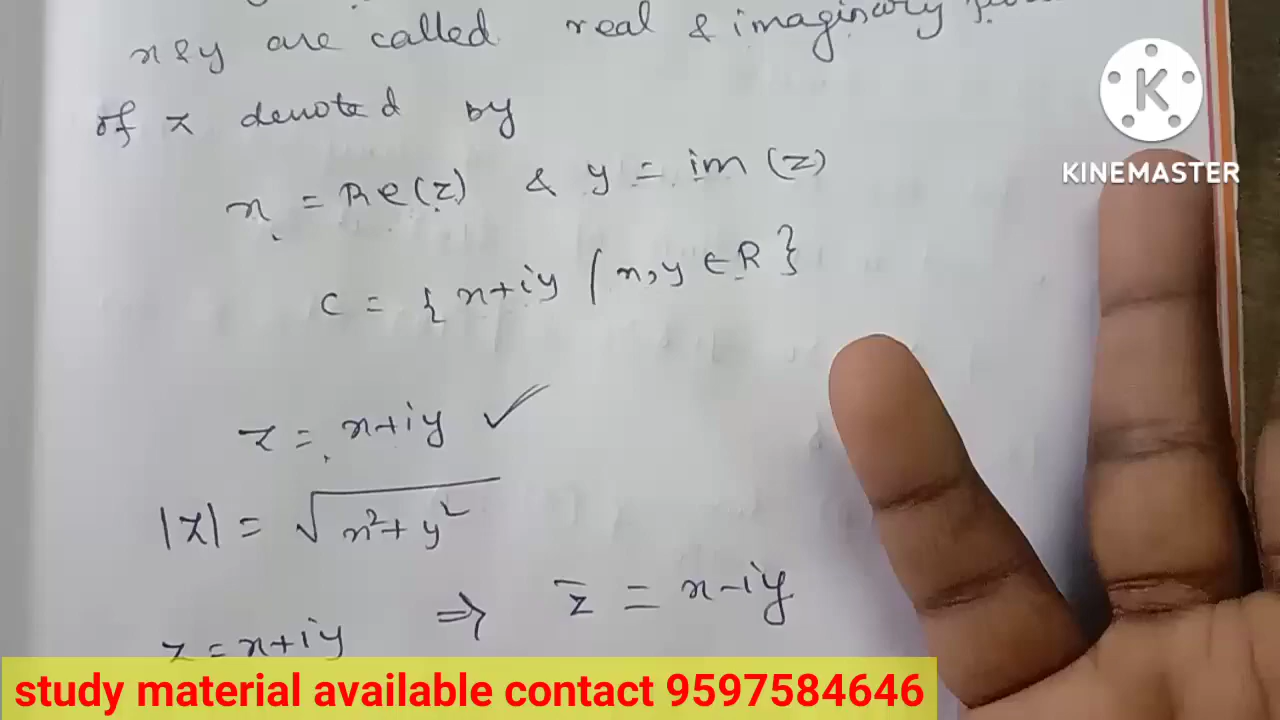 x & y are called real & imaginary
of z denoted by
x = Re(z) & y = im (z)
C = { x+iy / x, y ∈ R }
z = x+iy ✓
|z| = √x²+y²
z = x+iy ⇒ z̅ = x-iy
K
KINEMASTER
study material available contact 9597584646